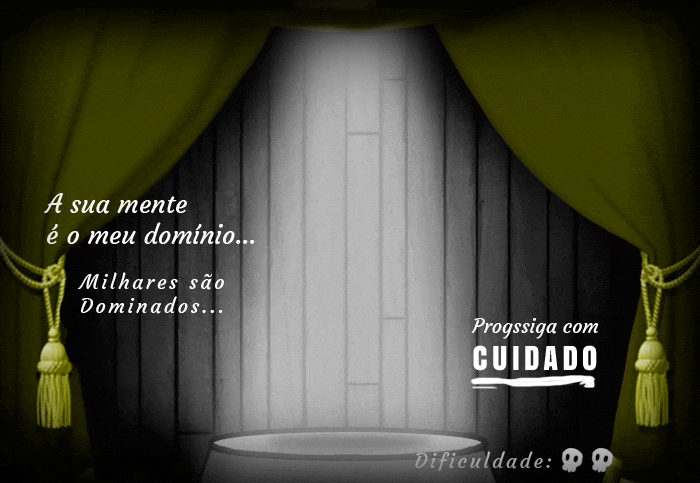 A sua mente
é o meu domínio...
Milhares são
Dominados...
Progssiga com
CUIDADO
Dificuldade: